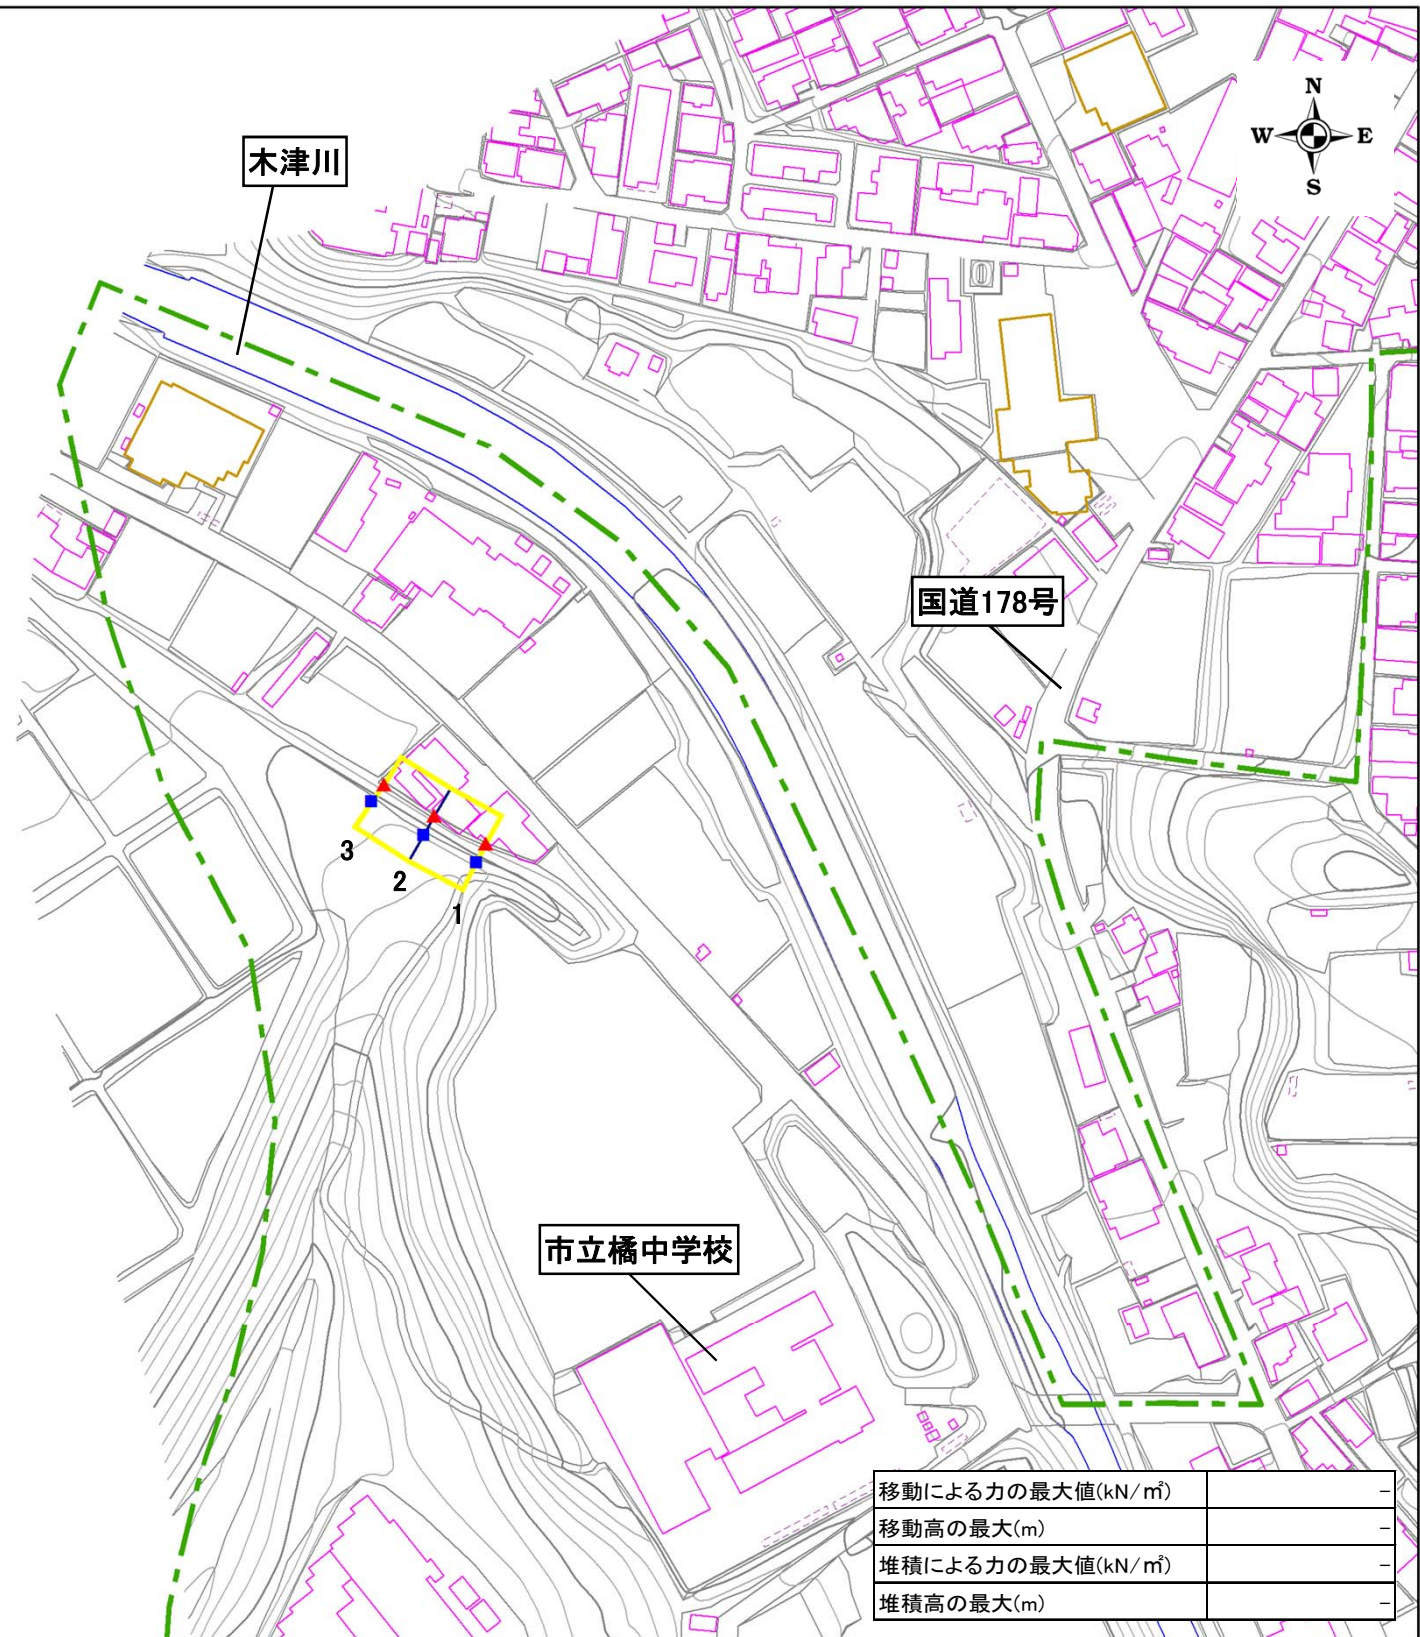 木津川
N
W E
S
国道178号
3
2
1
市立橘中学校
移動による力の最大値(kN/㎡) -
移動高の最大(m) -
堆積による力の最大値(kN/㎡) -
堆積高の最大(m) -